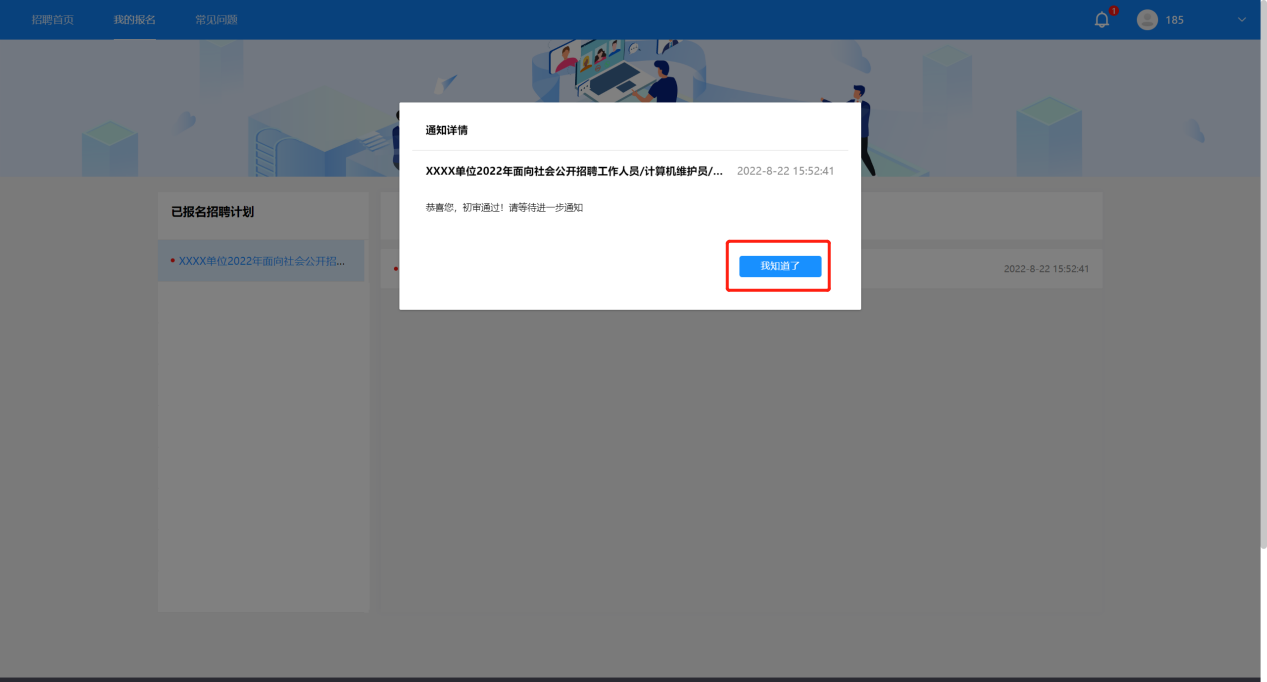 招聘首页 我的报名 常见问题 1 185
通知详情
XXXX单位2022年面向社会公开招聘工作人员/计算机维护员/... 2022-8-22 15:52:41
恭喜您，初审通过！请等待进一步通知
我知道了
已报名招聘计划
XXXX单位2022年面向社会公开招...
2022-8-22 15:52:41